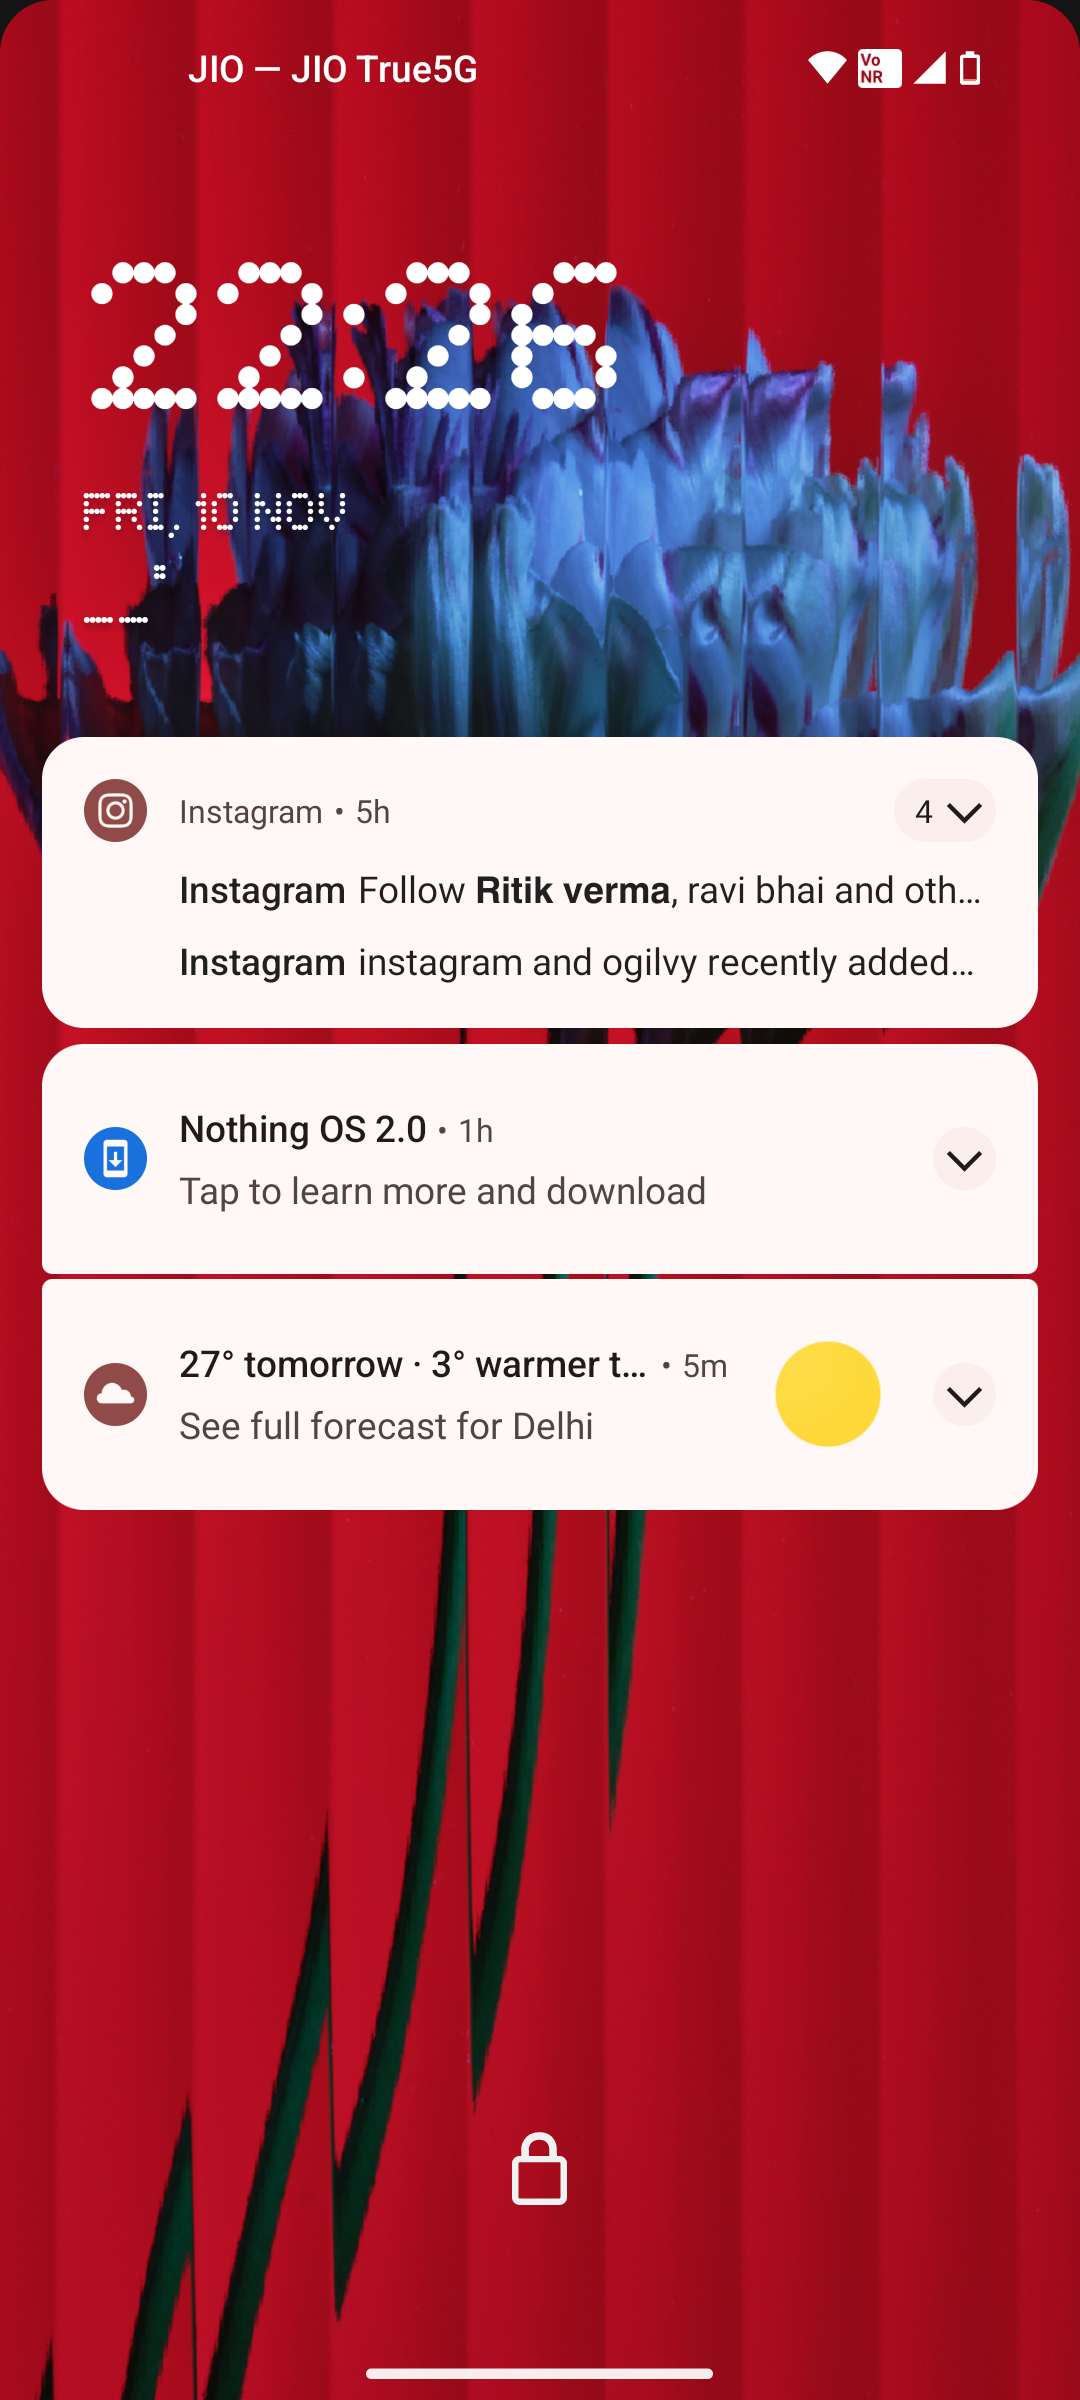 JIO — JIO True5G
Vo
NR
22:26
FRI, 10 NOV
Instagram • 5h
4
Instagram Follow Ritik verma, ravi bhai and oth...
Instagram instagram and ogilvy recently added...
Nothing OS 2.0 • 1h
Tap to learn more and download
27° tomorrow · 3° warmer t... • 5m
See full forecast for Delhi